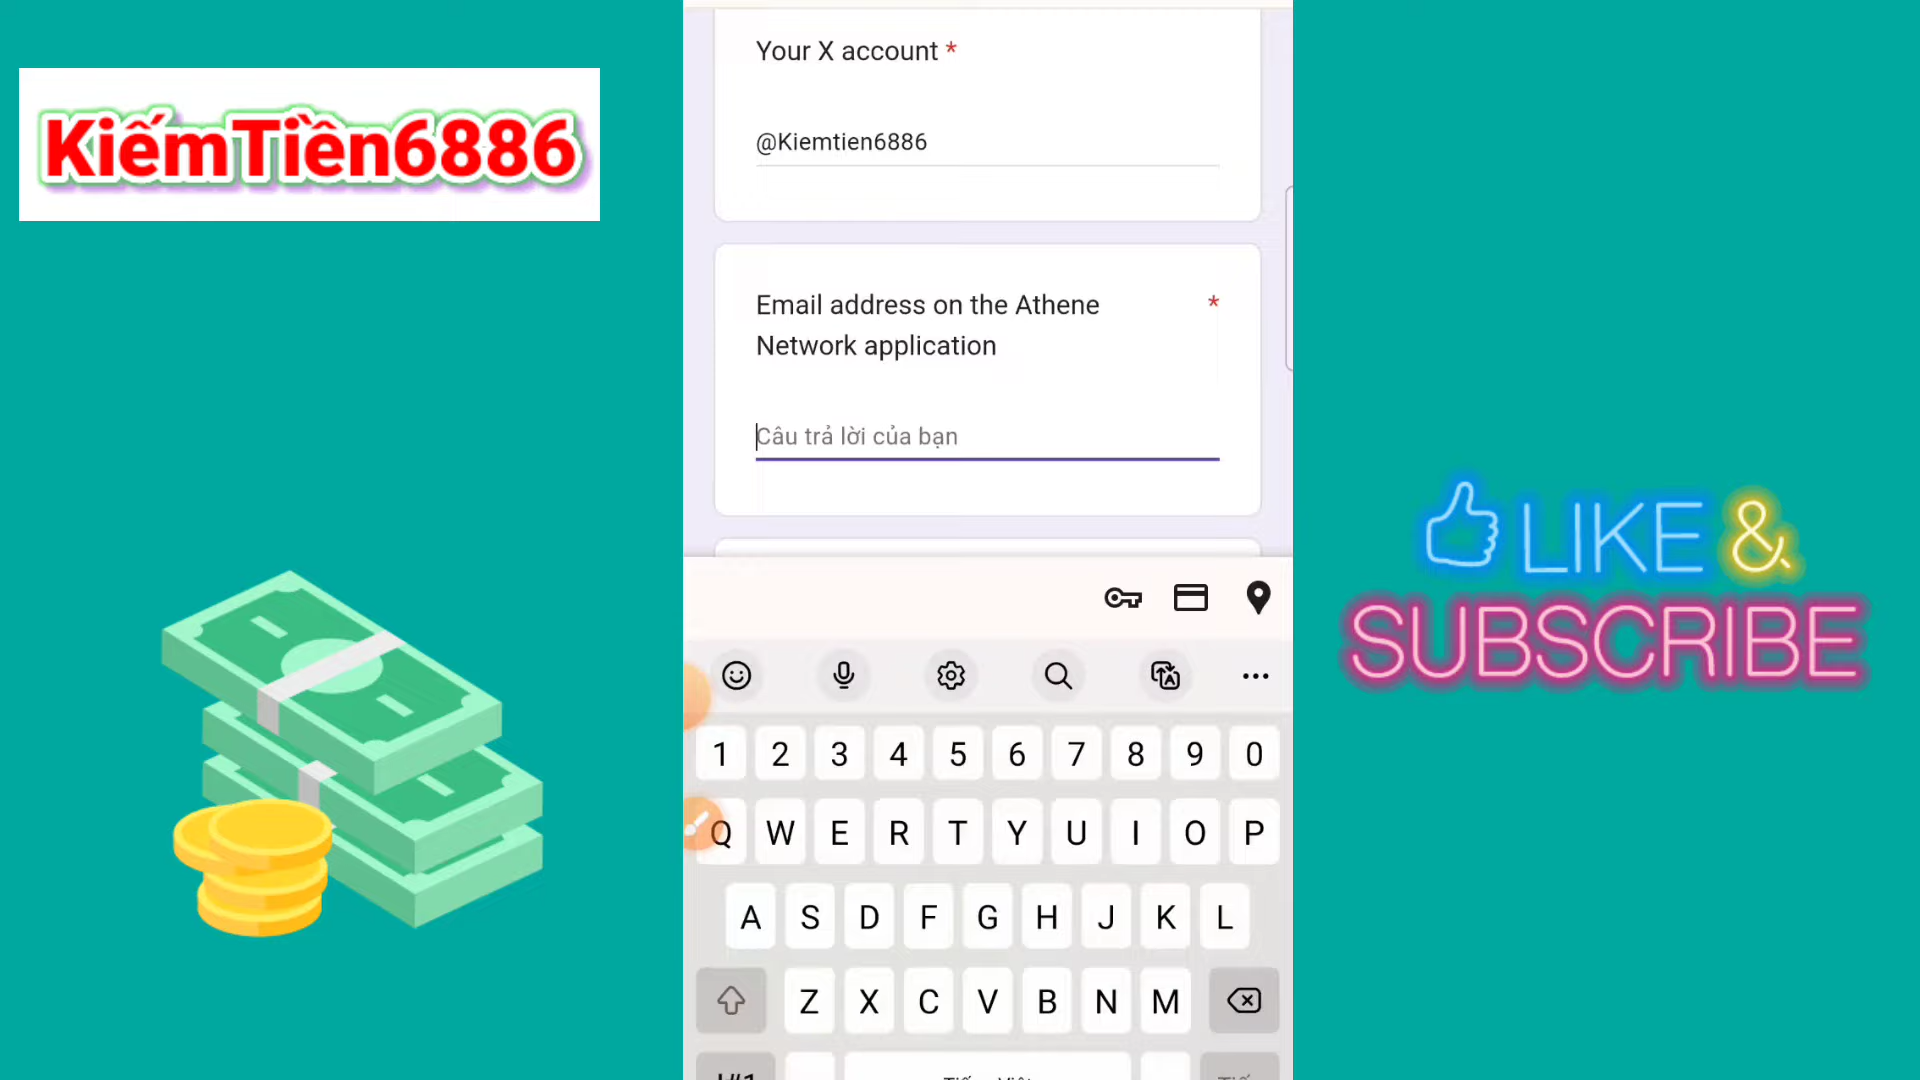 KiếmTiền6886
Your X account *
@Kiemtien6886
Email address on the Athene *
Network application
Câu trả lời của bạn
LIKE &
SUBSCRIBE
1 2 3 4 5 6 7 8 9 0
Q W E R T Y U I O P
A S D F G H J K L
Z X C V B N M